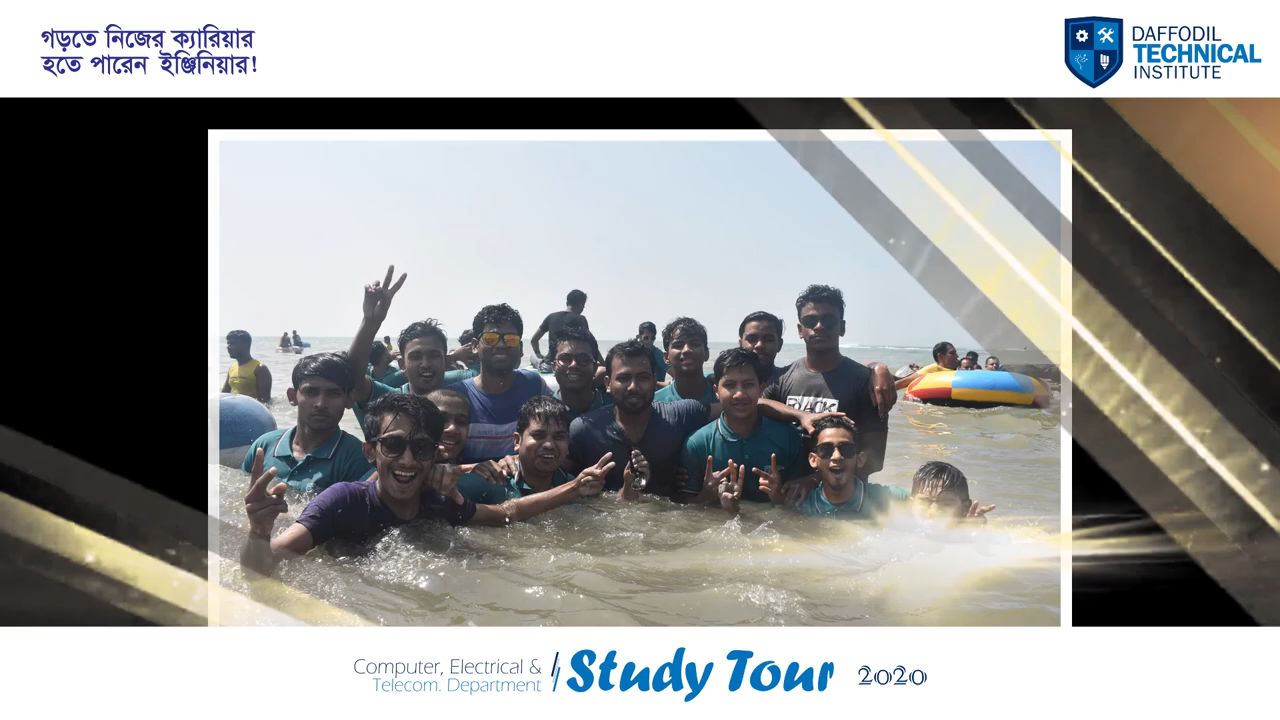 গড়তে নিজের ক্যারিয়ার
হতে পারেন ইঞ্জিনিয়ার!
DAFFODIL
TECHNICAL
INSTITUTE
Computer, Electrical &
Telecom. Department
Study Tour 2020